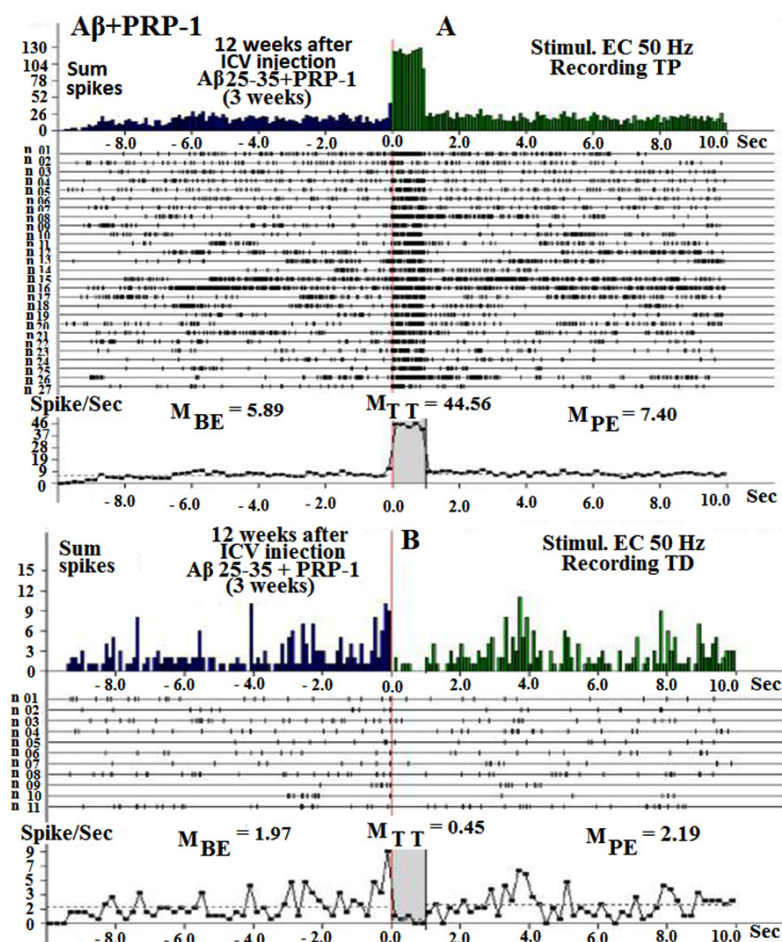 Aβ+PRP-1
A
12 weeks after
ICV injection
Aβ25-35+PRP-1
(3 weeks)
Stimul. EC 50 Hz
Recording TP
Sum
spikes
130
104
78
52
26
0
-8.0 -6.0 -4.0 -2.0 0.0 2.0 4.0 6.0 8.0 10.0 Sec
n 01
n 02
n 03
n 04
n 05
n 06
n 07
n 08
n 09
n 10
n 11
n 12
n 13
n 14
n 15
n 16
n 17
n 18
n 19
n 20
n 21
n 22
n 23
n 24
n 25
n 26
n 27
Spike/Sec
M BE = 5.89
M T T = 44.56
M PE = 7.40
46
37
28
18
9
0
- 8.0 - 6.0 - 4.0 - 2.0 0.0 2.0 4.0 6.0 8.0 10.0 Sec
B
12 weeks after
ICV injection
Aβ 25-35 + PRP-1
(3 weeks)
Stimul. EC 50 Hz
Recording TD
Sum
spikes
15
12
9
6
3
0
- 8.0 - 6.0 - 4.0 - 2.0 0.0 2.0 4.0 6.0 8.0 10.0 Sec
n 01
n 02
n 03
n 04
n 05
n 06
n 07
n 08
n 09
n 10
n 11
Spike/Sec
M BE = 1.97
M T T = 0.45
M PE = 2.19
9
7
5
4
2
0
- 8.0 - 6.0 - 4.0 - 2.0 0.0 2.0 4.0 6.0 8.0 10.0 Sec